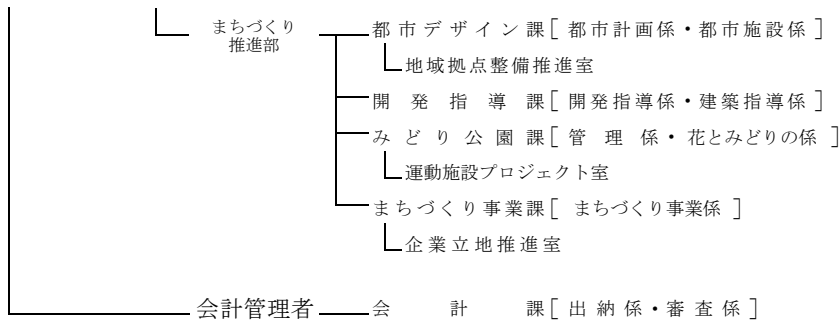 まちづくり推進部
都市デザイン課[都市計画係・都市施設係]
地域拠点整備推進室
開発指導課[開発指導係・建築指導係]
みどり公園課[管理係・花とみどりの係]
運動施設プロジェクト室
まちづくり事業課[まちづくり事業係]
企業立地推進室
会計管理者 会計課[出納係・審査係]